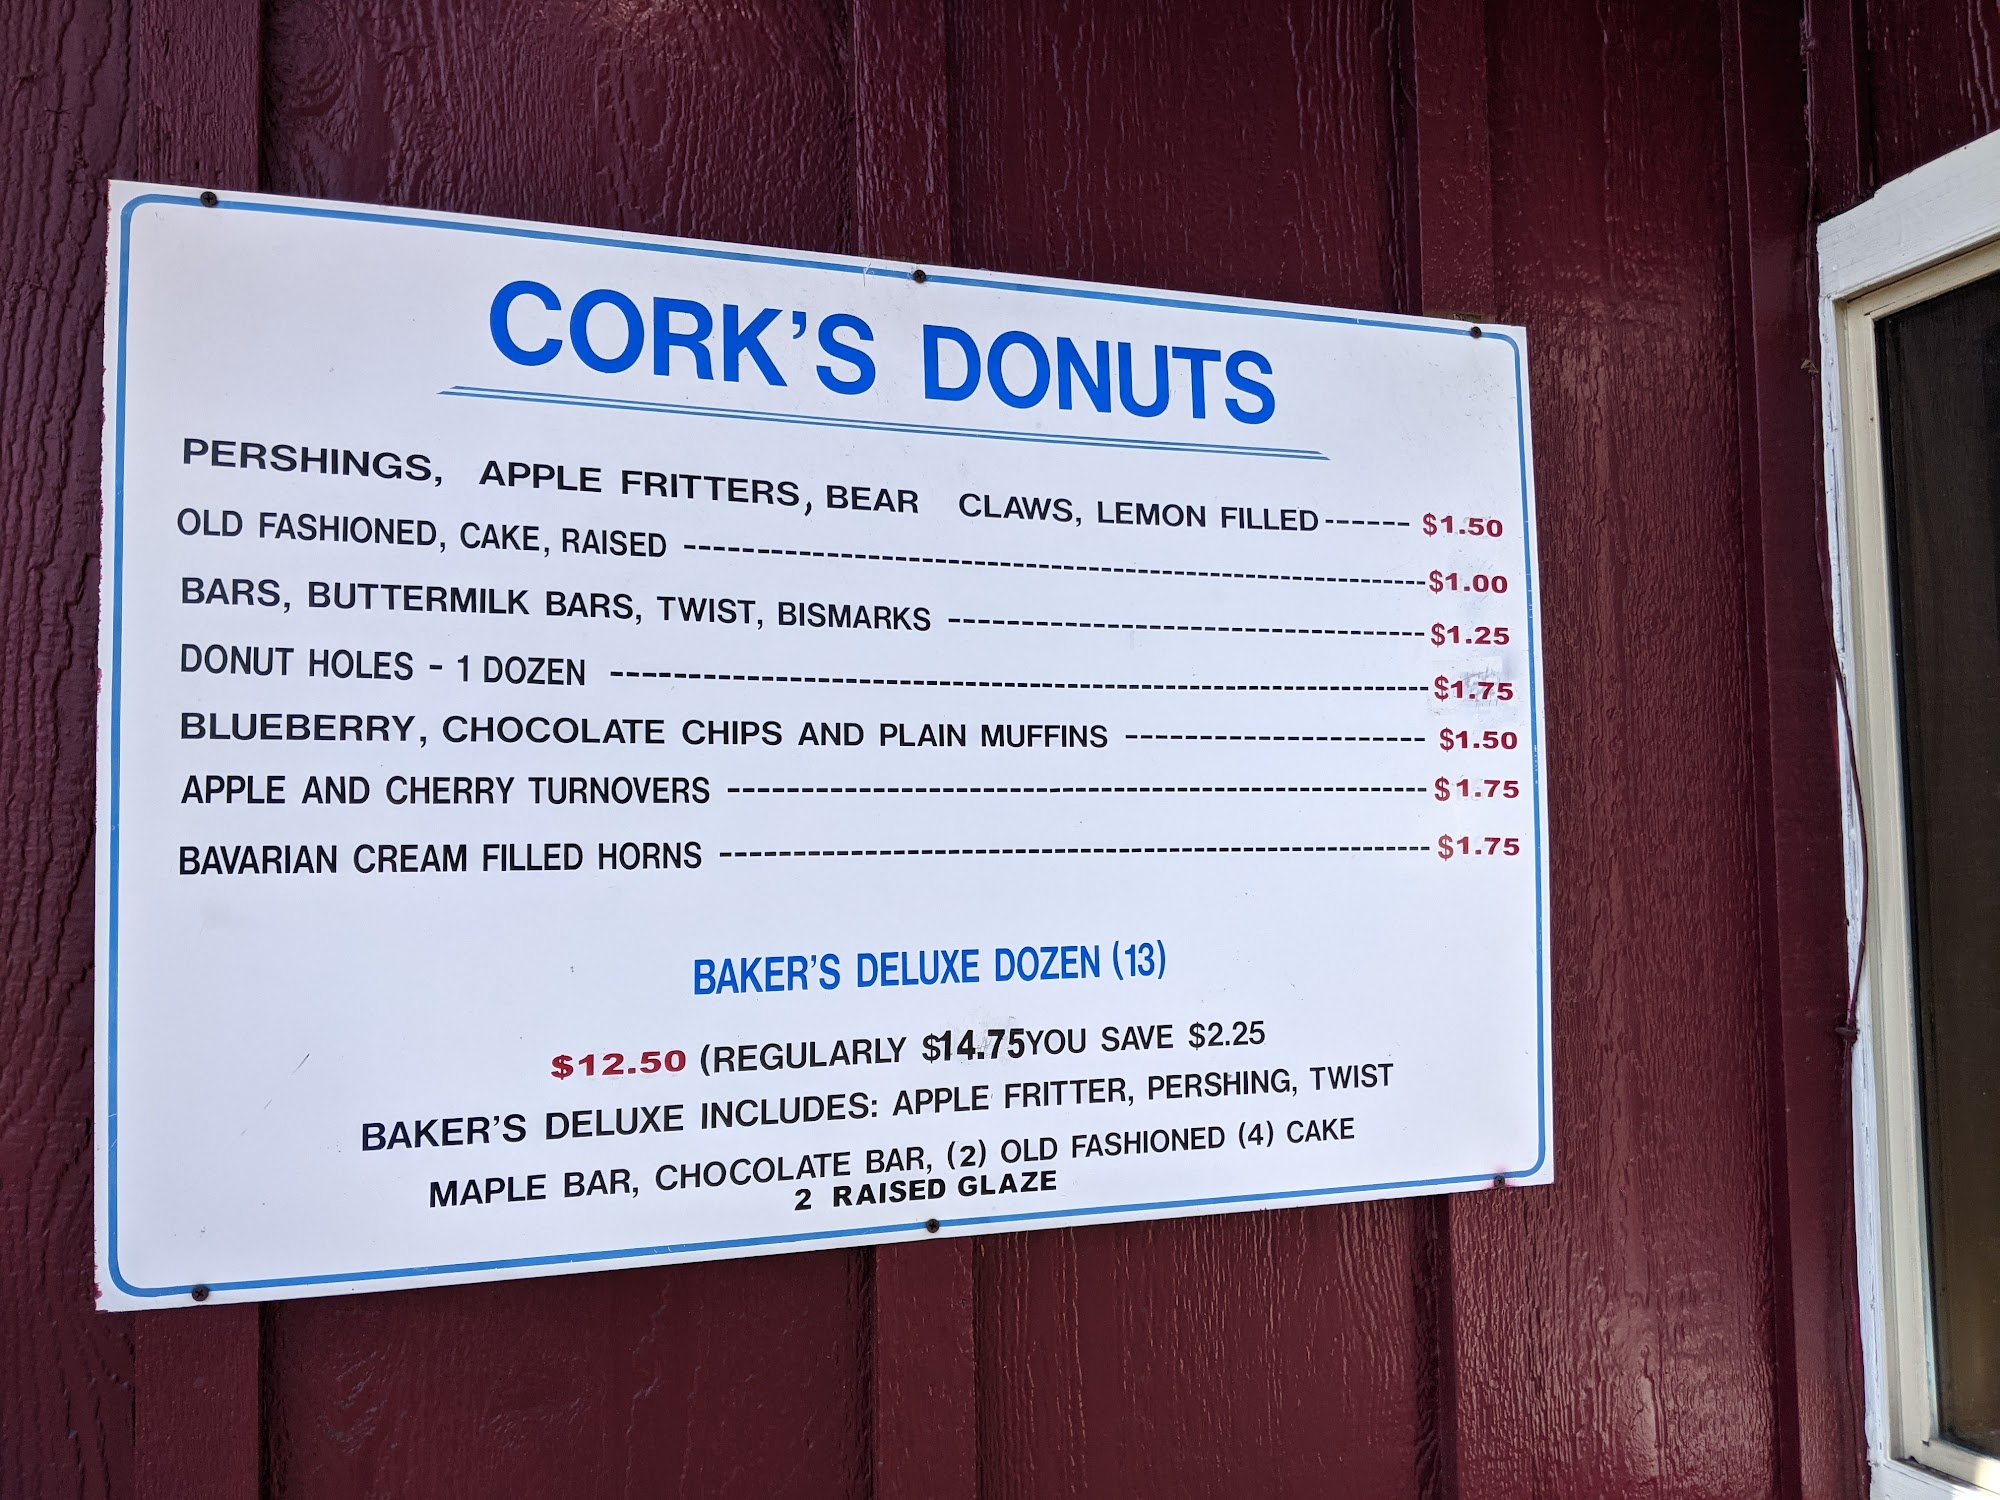 CORK'S DONUTS
PERSHINGS, APPLE FRITTERS, BEAR CLAWS, LEMON FILLED ------ $1.50
OLD FASHIONED, CAKE, RAISED ------ $1.00
BARS, BUTTERMILK BARS, TWIST, BISMARKS ------ $1.25
DONUT HOLES - 1 DOZEN ------ $1.75
BLUEBERRY, CHOCOLATE CHIPS AND PLAIN MUFFINS ------ $1.50
APPLE AND CHERRY TURNOVERS ------ $1.75
BAVARIAN CREAM FILLED HORNS ------ $1.75
BAKER'S DELUXE DOZEN (13)
$12.50 (REGULARLY $14.75 YOU SAVE $2.25
BAKER'S DELUXE INCLUDES: APPLE FRITTER, PERSHING, TWIST
MAPLE BAR, CHOCOLATE BAR, (2) OLD FASHIONED (4) CAKE
2 RAISED GLAZE